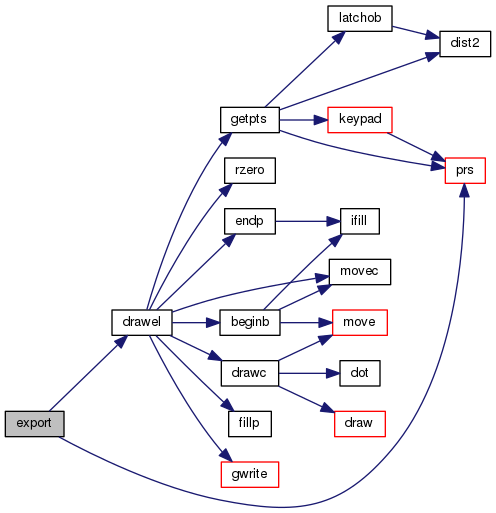 latchob
dist2
getpts
keypad
prs
rzero
endp
ifill
movec
drawel
beginb
move
drawc
dot
export
fillp
draw
gwrite